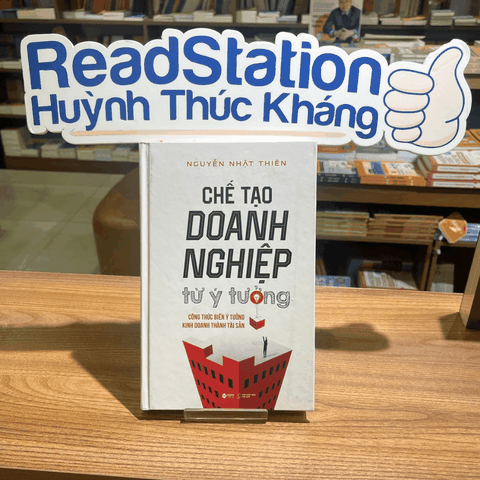 ReadStation
Huỳnh Thúc Kháng
NGUYỄN NHẬT THIÊN
CHẾ TẠO
DOANH
NGHIỆP
từ ý tưởng
CÔNG THỨC BIẾN Ý TƯỞNG
KINH DOANH THÀNH TÀI SẢN